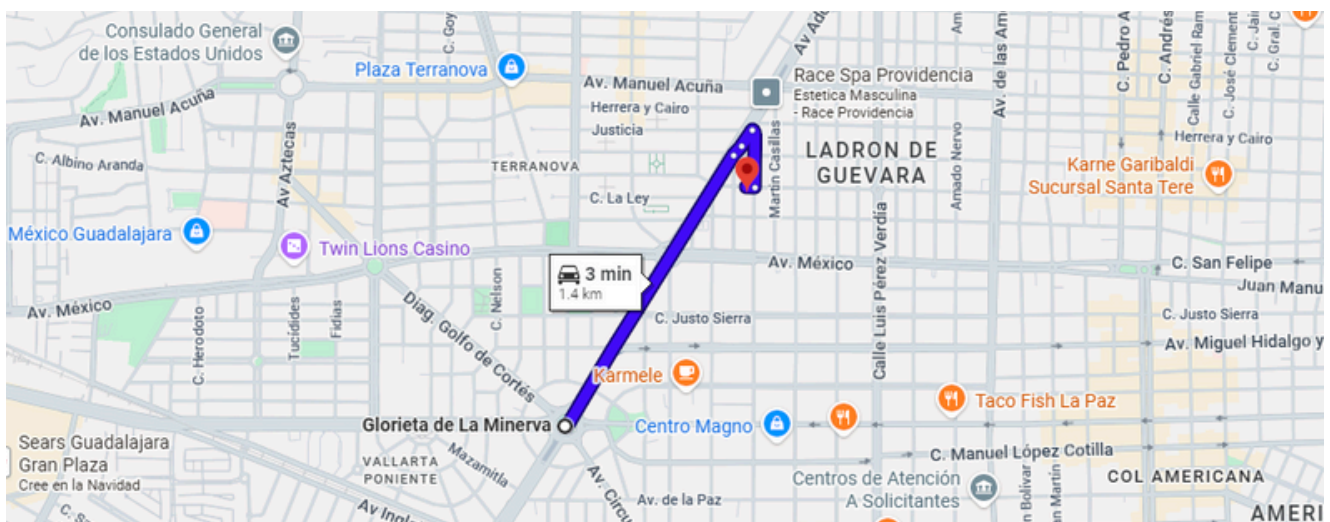 Consulado General
de los Estados Unidos
C. Goy
Plaza Terranova
Av. Manuel Acuña
Av. Manuel Acuña
Herrera y Cairo
Justicia
Race Spa Providencia
Estetica Masculina
- Race Providencia
Av. de las Am
C. Pedro A
C. Andrés
Calle Gabriel Ram
C. José Clement
C. Gral. C
C. Jai
Herrera y Cairo
C. Albino Aranda
Av Aztecas
TERRANOVA
C. La Ley
Martín Casillas
LADRON DE
GUEVARA
Amado Nervo
Karne Garibaldi
Sucursal Santa Tere
México Guadalajara
Twin Lions Casino
Av. México
C. Herodoto
Tucídides
Fidias
C. Nelson
Diag. Golfo de Cortés
3 min
1.4 km
Av. México
Calle Luis Pérez Verdía
C. San Felipe
Juan Manu
C. Justo Sierra
C. Justo Sierra
Av. Miguel Hidalgo y
Karmele
Taco Fish La Paz
Glorieta de La Minerva
Centro Magno
Sears Guadalajara
Gran Plaza
Cree en la Navidad
VALLARTA
PONIENTE
Mazamitla
Av Ingl
Av. Circu
Av. de la Paz
C. Manuel López Cotilla
Centros de Atención
A Solicitantes
n Bolívar
an Martín
COL AMERICANA
AMERI